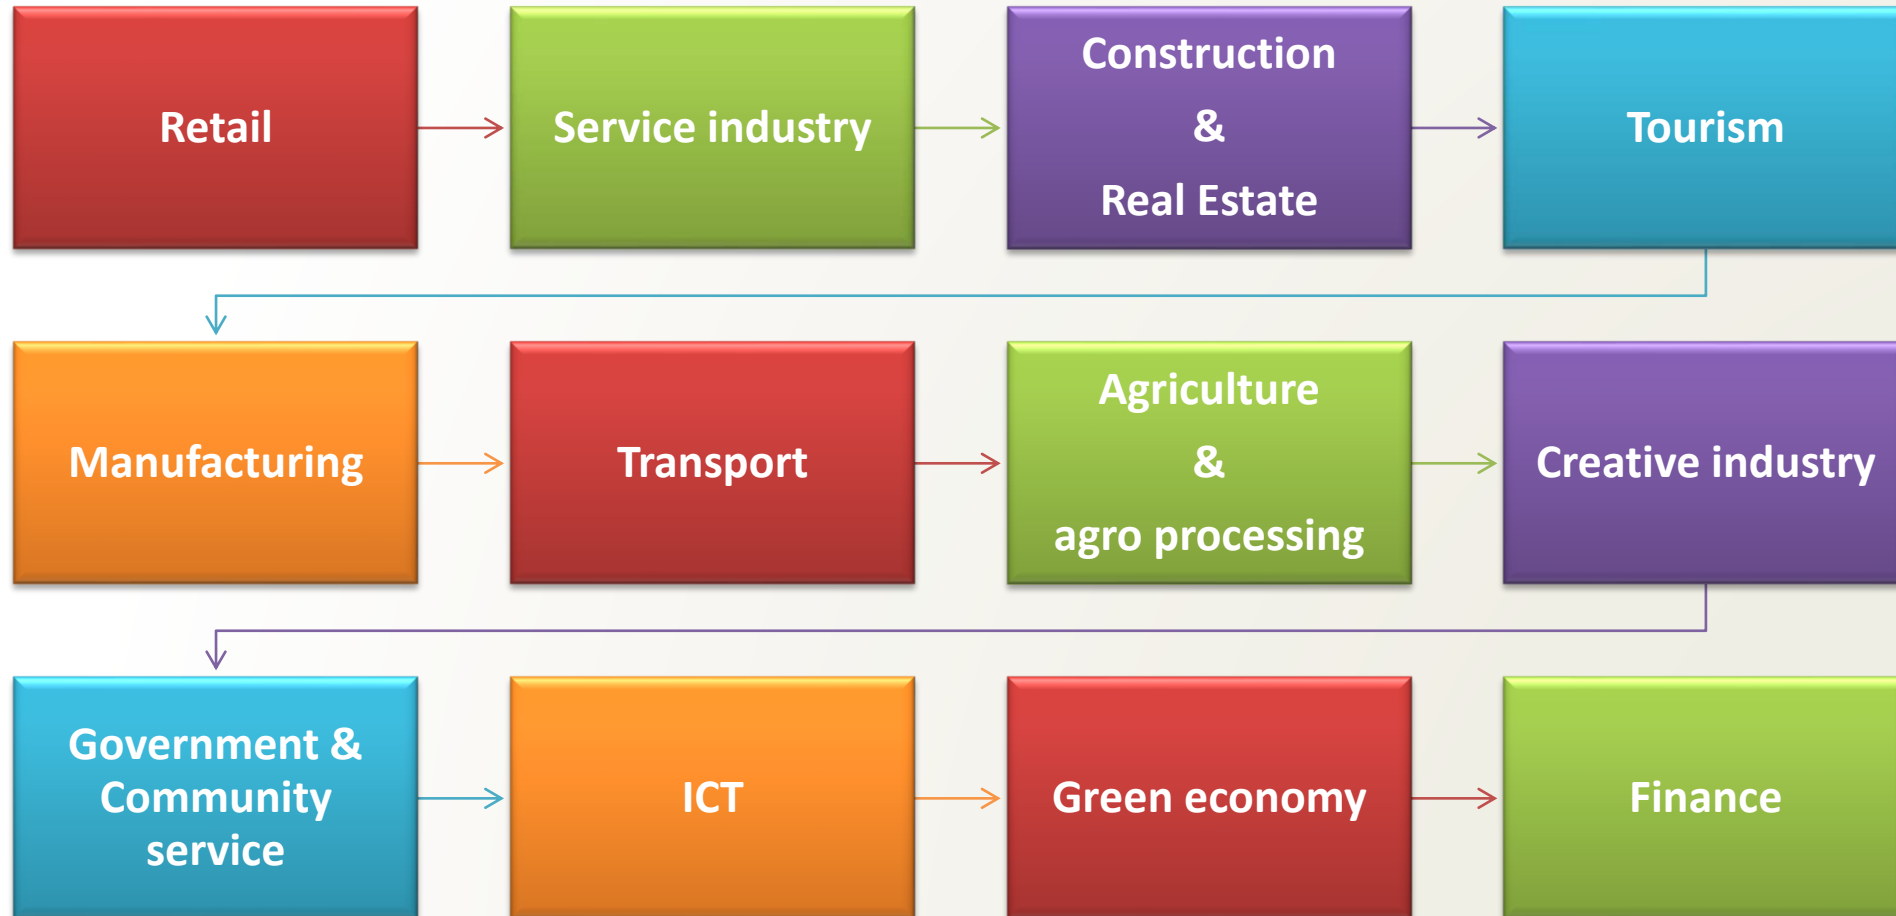 Retail
Service industry
Construction
&
Real Estate
Tourism
Manufacturing
Transport
Agriculture
&
agro processing
Creative industry
Government &
Community
service
ICT
Green economy
Finance